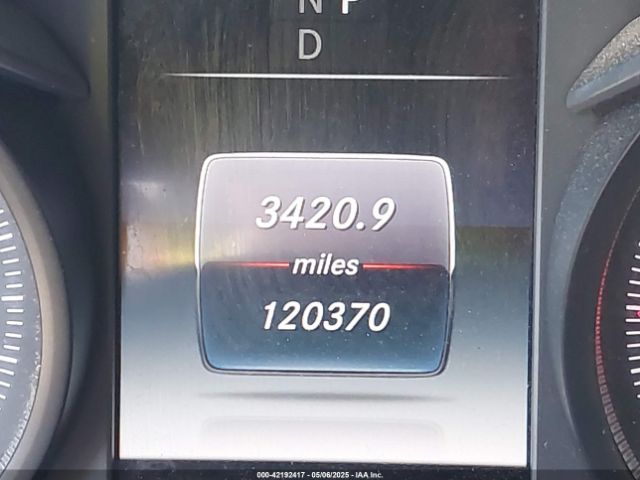 N P
D
3420.9
miles
120370
000-42192417 - 05/06/2025 - IAA Inc.